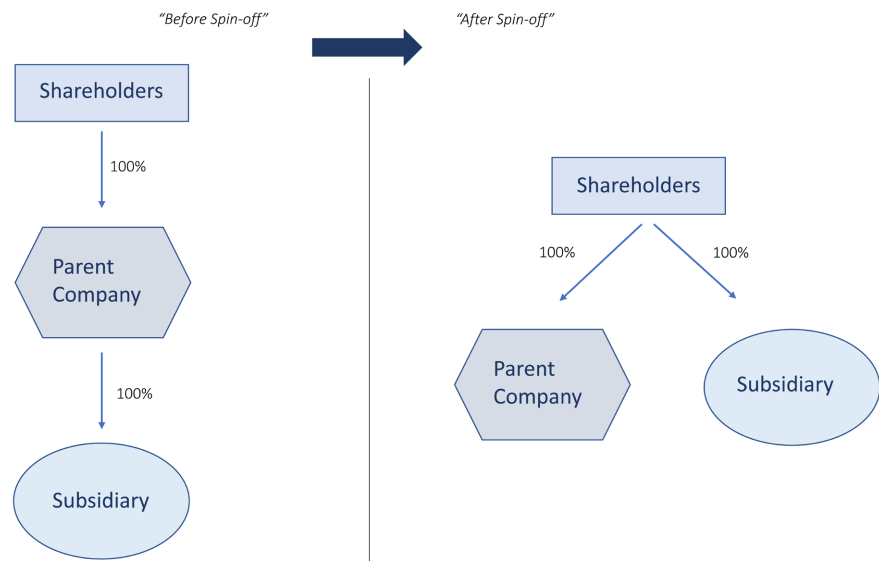 “Before Spin-off”
“After Spin-off”
Shareholders
100%
Parent
Company
100%
Subsidiary
Shareholders
100%
100%
Parent
Company
Subsidiary